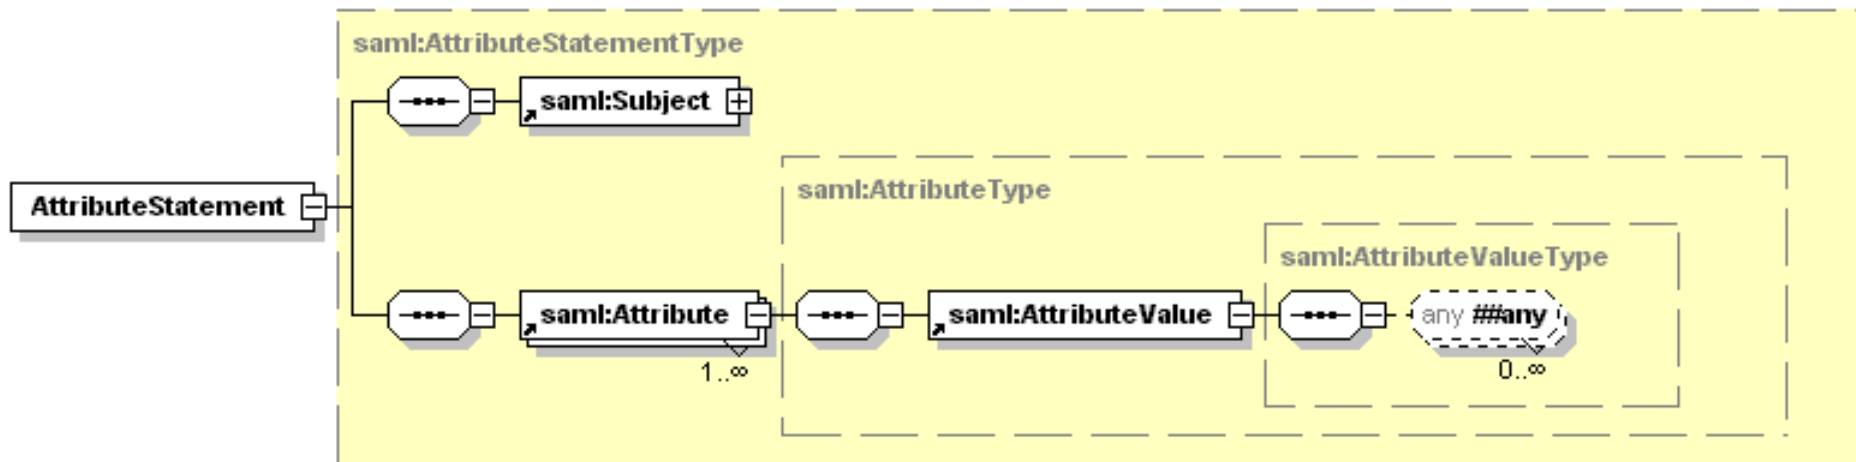 saml:AttributeStatementType
saml:Subject
saml:AttributeType
AttributeStatement
saml:AttributeValueType
saml:Attribute
saml:AttributeValue
any ##any
1..∞
0..∞